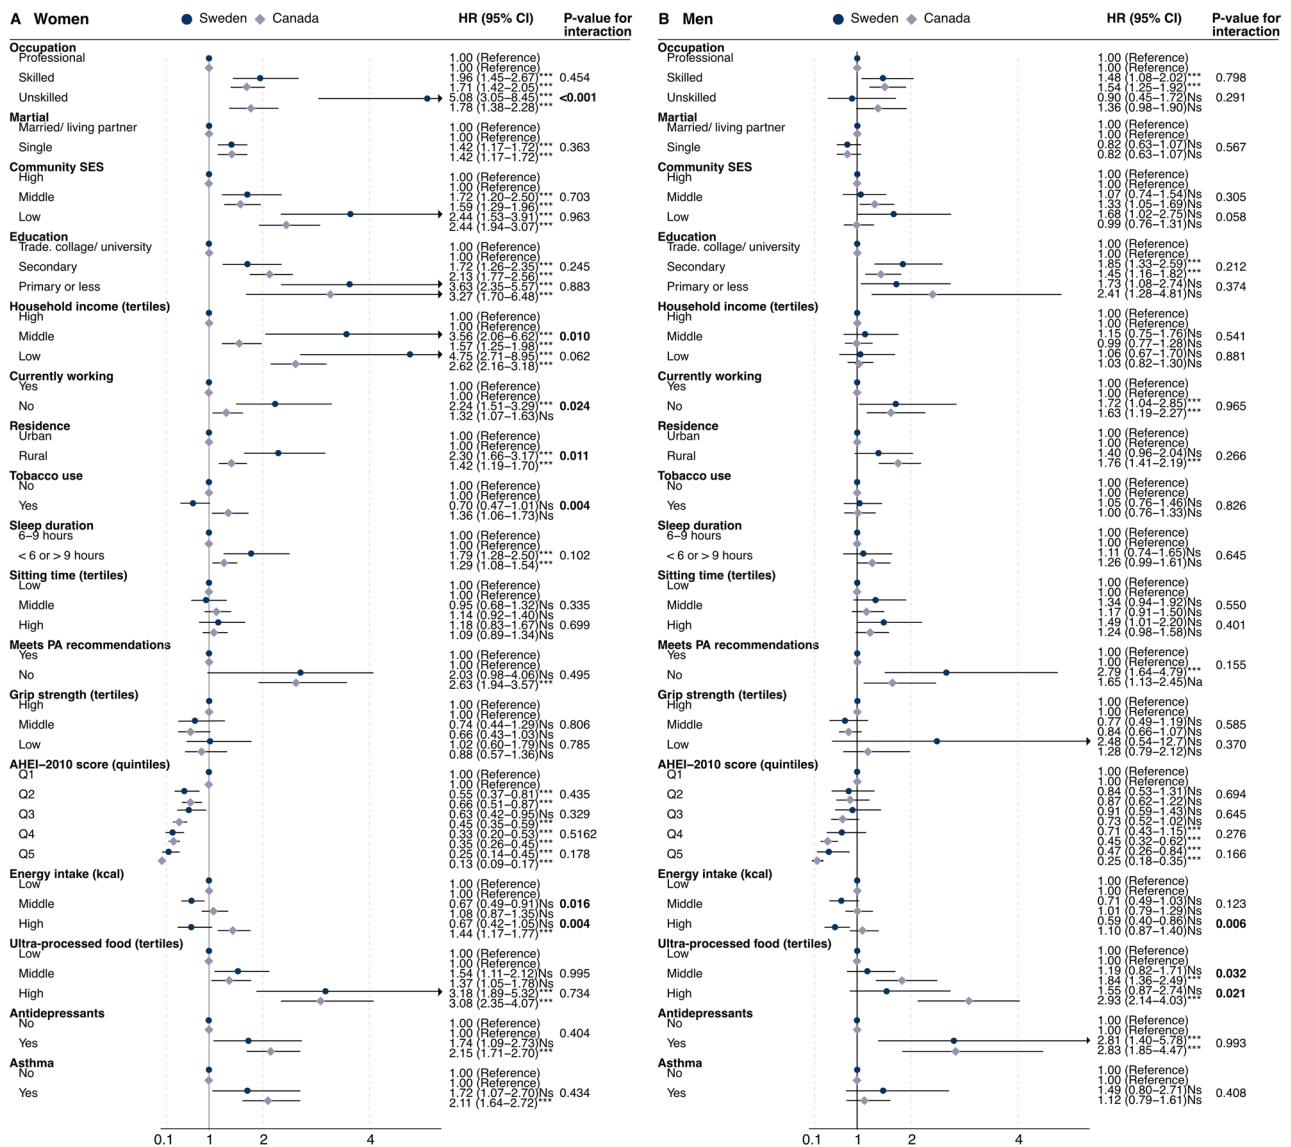 A Women Sweden Canada HR (95% CI) P-value for interaction
Occupation
Professional 1.00 (Reference)
1.00 (Reference)
Skilled 1.96 (1.45–2.67)*** 0.454
1.71 (1.42–2.05)***
Unskilled 5.08 (3.05–8.45)*** <0.001
1.78 (1.38–2.28)***
Martial
Married/ living partner 1.00 (Reference)
1.00 (Reference)
Single 1.42 (1.17–1.72)*** 0.363
1.42 (1.17–1.72)***
Community SES
High 1.00 (Reference)
1.00 (Reference)
Middle 1.72 (1.20–2.50)*** 0.703
1.59 (1.29–1.96)***
Low 2.44 (1.53–3.91)*** 0.963
2.44 (1.94–3.07)***
Education
Trade. collage/ university 1.00 (Reference)
1.00 (Reference)
Secondary 1.72 (1.26–2.35)*** 0.245
2.13 (1.77–2.56)***
Primary or less 3.63 (2.35–5.57)*** 0.883
3.27 (1.70–6.48)***
Household income (tertiles)
High 1.00 (Reference)
1.00 (Reference)
Middle 3.56 (2.06–6.62)*** 0.010
1.57 (1.25–1.98)***
Low 4.75 (2.71–8.95)*** 0.062
2.62 (2.16–3.18)***
Currently working
Yes 1.00 (Reference)
1.00 (Reference)
No 2.24 (1.51–3.29)*** 0.024
1.32 (1.07–1.63)Ns
Residence
Urban 1.00 (Reference)
1.00 (Reference)
Rural 2.30 (1.66–3.17)*** 0.011
1.42 (1.19–1.70)***
Tobacco use
No 1.00 (Reference)
1.00 (Reference)
Yes 0.70 (0.47–1.01)Ns 0.004
1.36 (1.06–1.73)Ns
Sleep duration
6–9 hours 1.00 (Reference)
1.00 (Reference)
< 6 or > 9 hours 1.79 (1.28–2.50)*** 0.102
1.29 (1.08–1.54)***
Sitting time (tertiles)
Low 1.00 (Reference)
1.00 (Reference)
Middle 0.95 (0.68–1.32)Ns 0.335
1.14 (0.92–1.40)Ns
High 1.18 (0.83–1.67)Ns 0.699
1.09 (0.89–1.34)Ns
Meets PA recommendations
Yes 1.00 (Reference)
1.00 (Reference)
No 2.03 (0.98–4.06)Ns 0.495
2.63 (1.94–3.57)***
Grip strength (tertiles)
High 1.00 (Reference)
1.00 (Reference)
Middle 0.74 (0.44–1.29)Ns 0.806
0.66 (0.43–1.03)Ns
Low 1.02 (0.60–1.79)Ns 0.785
0.88 (0.57–1.36)Ns
AHEI–2010 score (quintiles)
Q1 1.00 (Reference)
1.00 (Reference)
Q2 0.55 (0.37–0.81)*** 0.435
0.66 (0.51–0.87)***
Q3 0.63 (0.42–0.95)Ns 0.329
0.45 (0.35–0.59)***
Q4 0.33 (0.20–0.53)*** 0.5162
0.35 (0.26–0.45)***
Q5 0.25 (0.14–0.45)*** 0.178
0.13 (0.09–0.17)***
Energy intake (kcal)
Low 1.00 (Reference)
1.00 (Reference)
Middle 0.67 (0.49–0.91)Ns 0.016
1.08 (0.87–1.35)Ns
High 0.67 (0.42–1.05)Ns 0.004
1.44 (1.17–1.77)***
Ultra-processed food (tertiles)
Low 1.00 (Reference)
1.00 (Reference)
Middle 1.54 (1.11–2.12)Ns 0.995
1.37 (1.05–1.78)Ns
High 3.18 (1.89–5.32)*** 0.734
3.08 (2.35–4.07)***
Antidepressants
No 1.00 (Reference)
1.00 (Reference) 0.404
Yes 1.74 (1.09–2.73)Ns
2.15 (1.71–2.70)***
Asthma
No 1.00 (Reference)
1.00 (Reference)
Yes 1.72 (1.07–2.70)Ns 0.434
2.11 (1.64–2.72)***
0.1 1 2 4
B Men Sweden Canada HR (95% CI) P-value for interaction
Occupation
Professional 1.00 (Reference)
1.00 (Reference)
Skilled 1.48 (1.08–2.02)*** 0.798
1.54 (1.25–1.92)***
Unskilled 0.90 (0.45–1.72)Ns 0.291
1.36 (0.98–1.90)Ns
Martial
Married/ living partner 1.00 (Reference)
1.00 (Reference)
Single 0.82 (0.63–1.07)Ns 0.567
0.82 (0.63–1.07)Ns
Community SES
High 1.00 (Reference)
1.00 (Reference)
Middle 1.07 (0.74–1.54)Ns 0.305
1.33 (1.05–1.69)Ns
Low 1.68 (1.02–2.75)Ns 0.058
0.99 (0.76–1.31)Ns
Education
Trade. collage/ university 1.00 (Reference)
1.00 (Reference)
Secondary 1.85 (1.33–2.59)*** 0.212
1.45 (1.16–1.82)***
Primary or less 1.73 (1.08–2.74)Ns 0.374
2.41 (1.28–4.81)Ns
Household income (tertiles)
High 1.00 (Reference)
1.00 (Reference)
Middle 1.15 (0.75–1.76)Ns 0.541
0.99 (0.77–1.28)Ns
Low 1.06 (0.67–1.70)Ns 0.881
1.03 (0.82–1.30)Ns
Currently working
Yes 1.00 (Reference)
1.00 (Reference)
No 1.72 (1.04–2.85)*** 0.965
1.63 (1.19–2.27)***
Residence
Urban 1.00 (Reference)
1.00 (Reference)
Rural 1.40 (0.96–2.04)Ns 0.266
1.76 (1.41–2.19)***
Tobacco use
No 1.00 (Reference)
1.00 (Reference)
Yes 1.05 (0.76–1.46)Ns 0.826
1.00 (0.76–1.33)Ns
Sleep duration
6–9 hours 1.00 (Reference)
1.00 (Reference)
< 6 or > 9 hours 1.11 (0.74–1.65)Ns 0.645
1.26 (0.99–1.61)Ns
Sitting time (tertiles)
Low 1.00 (Reference)
1.00 (Reference)
Middle 1.34 (0.94–1.92)Ns 0.550
1.17 (0.91–1.50)Ns
High 1.49 (1.01–2.20)Ns 0.401
1.24 (0.98–1.58)Ns
Meets PA recommendations
Yes 1.00 (Reference)
1.00 (Reference) 0.155
No 2.79 (1.64–4.79)***
1.65 (1.13–2.45)Na
Grip strength (tertiles)
High 1.00 (Reference)
1.00 (Reference)
Middle 0.77 (0.49–1.19)Ns 0.585
0.84 (0.66–1.07)Ns
Low 2.48 (0.54–12.7)Ns 0.370
1.28 (0.79–2.12)Ns
AHEI–2010 score (quintiles)
Q1 1.00 (Reference)
1.00 (Reference)
Q2 0.84 (0.53–1.31)Ns 0.694
0.87 (0.62–1.22)Ns
Q3 0.91 (0.59–1.43)Ns 0.645
0.73 (0.52–1.02)Ns
Q4 0.71 (0.43–1.15)*** 0.276
0.45 (0.32–0.62)***
Q5 0.47 (0.26–0.84)*** 0.166
0.25 (0.18–0.35)***
Energy intake (kcal)
Low 1.00 (Reference)
1.00 (Reference)
Middle 0.71 (0.49–1.03)Ns 0.123
1.01 (0.79–1.29)Ns
High 0.59 (0.40–0.86)Ns 0.006
1.10 (0.87–1.40)Ns
Ultra-processed food (tertiles)
Low 1.00 (Reference)
1.00 (Reference)
Middle 1.19 (0.82–1.71)Ns 0.032
1.84 (1.36–2.49)***
High 1.55 (0.87–2.74)Ns 0.021
2.93 (2.14–4.03)***
Antidepressants
No 1.00 (Reference)
1.00 (Reference)
Yes 2.81 (1.40–5.78)*** 0.993
2.83 (1.85–4.47)***
Asthma
No 1.00 (Reference)
1.00 (Reference)
Yes 1.49 (0.80–2.71)Ns 0.408
1.12 (0.79–1.61)Ns
0.1 1 2 4